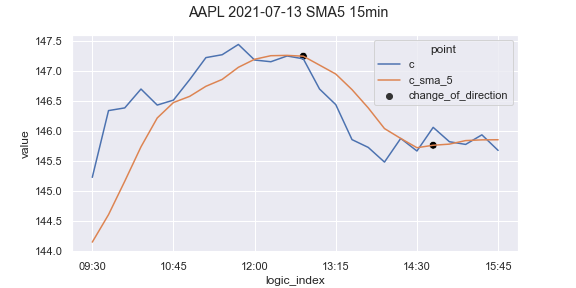 AAPL 2021-07-13 SMA5 15min
147.5
147.0
146.5
146.0
145.5
145.0
144.5
144.0
value
point
c
c_sma_5
change_of_direction
09:30 10:45 12:00 13:15 14:30 15:45
logic_index